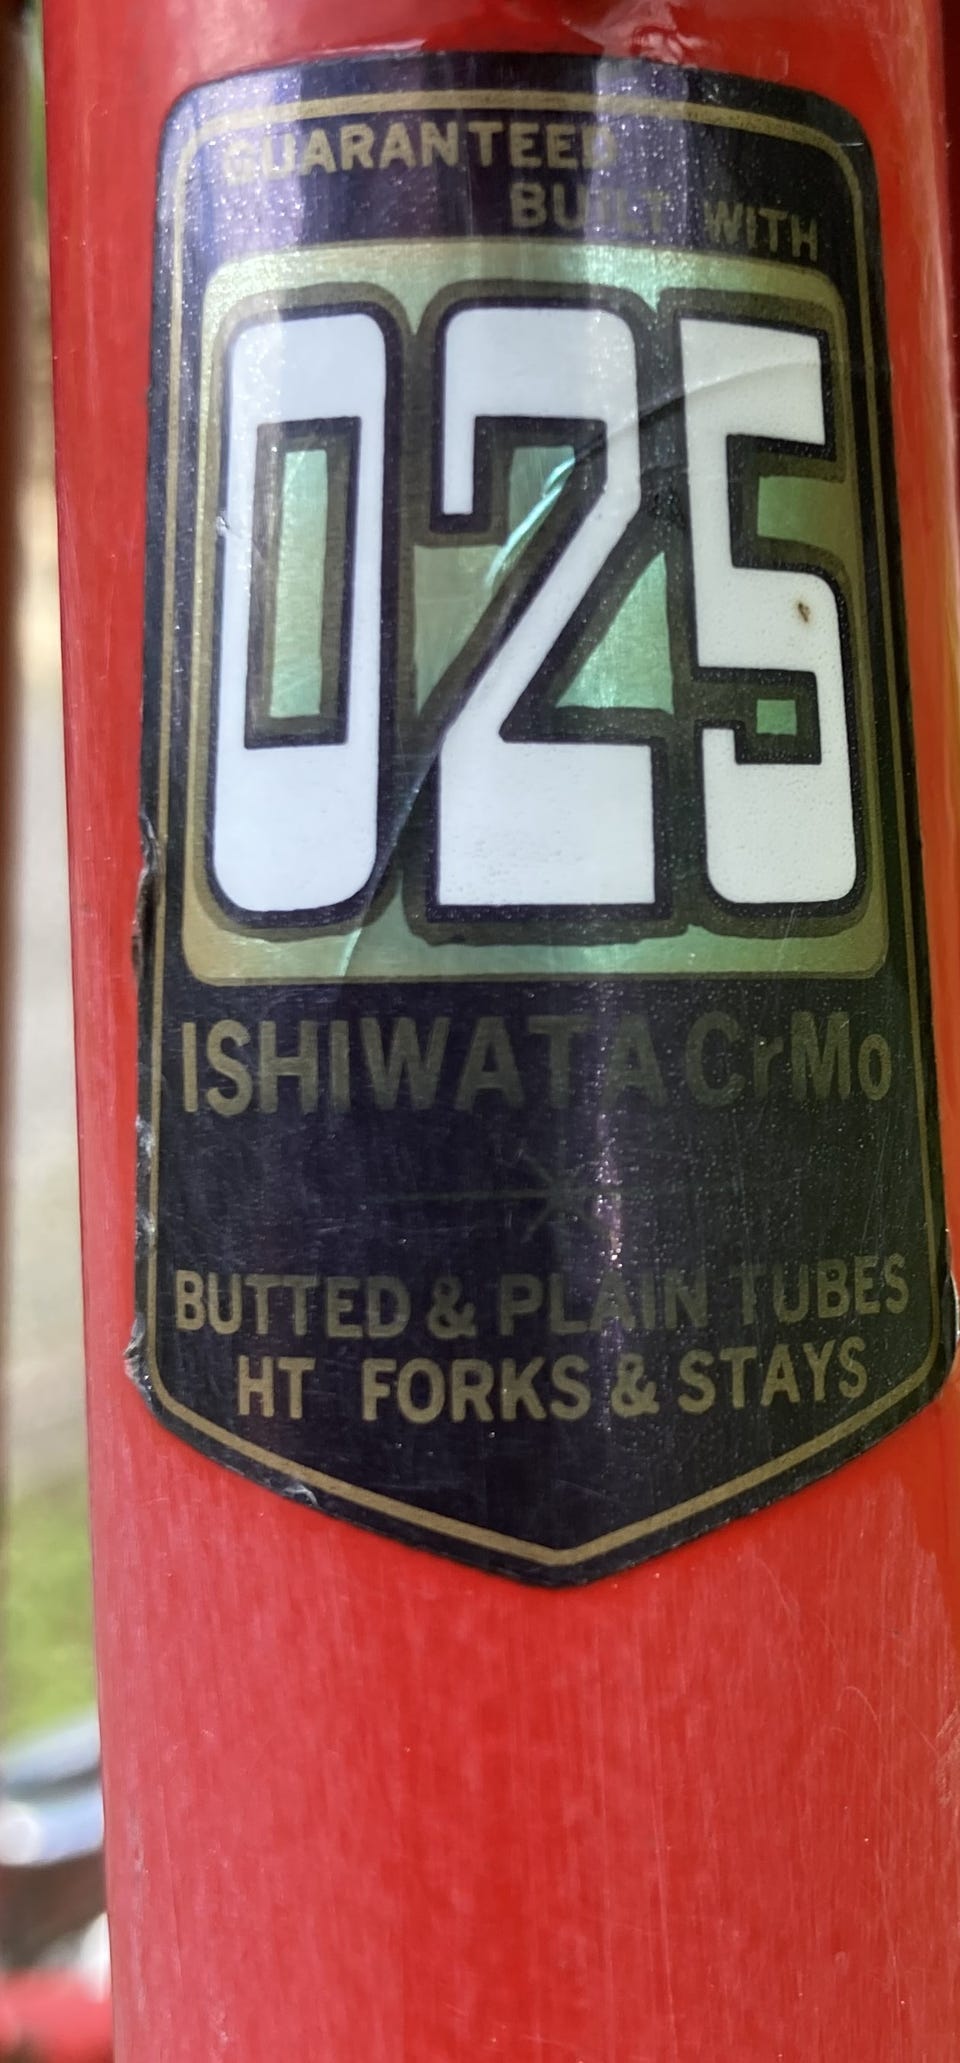 GUARANTEED
BUILT WITH
025
ISHIWATA CrMo
BUTTED & PLAIN TUBES
HT FORKS & STAYS